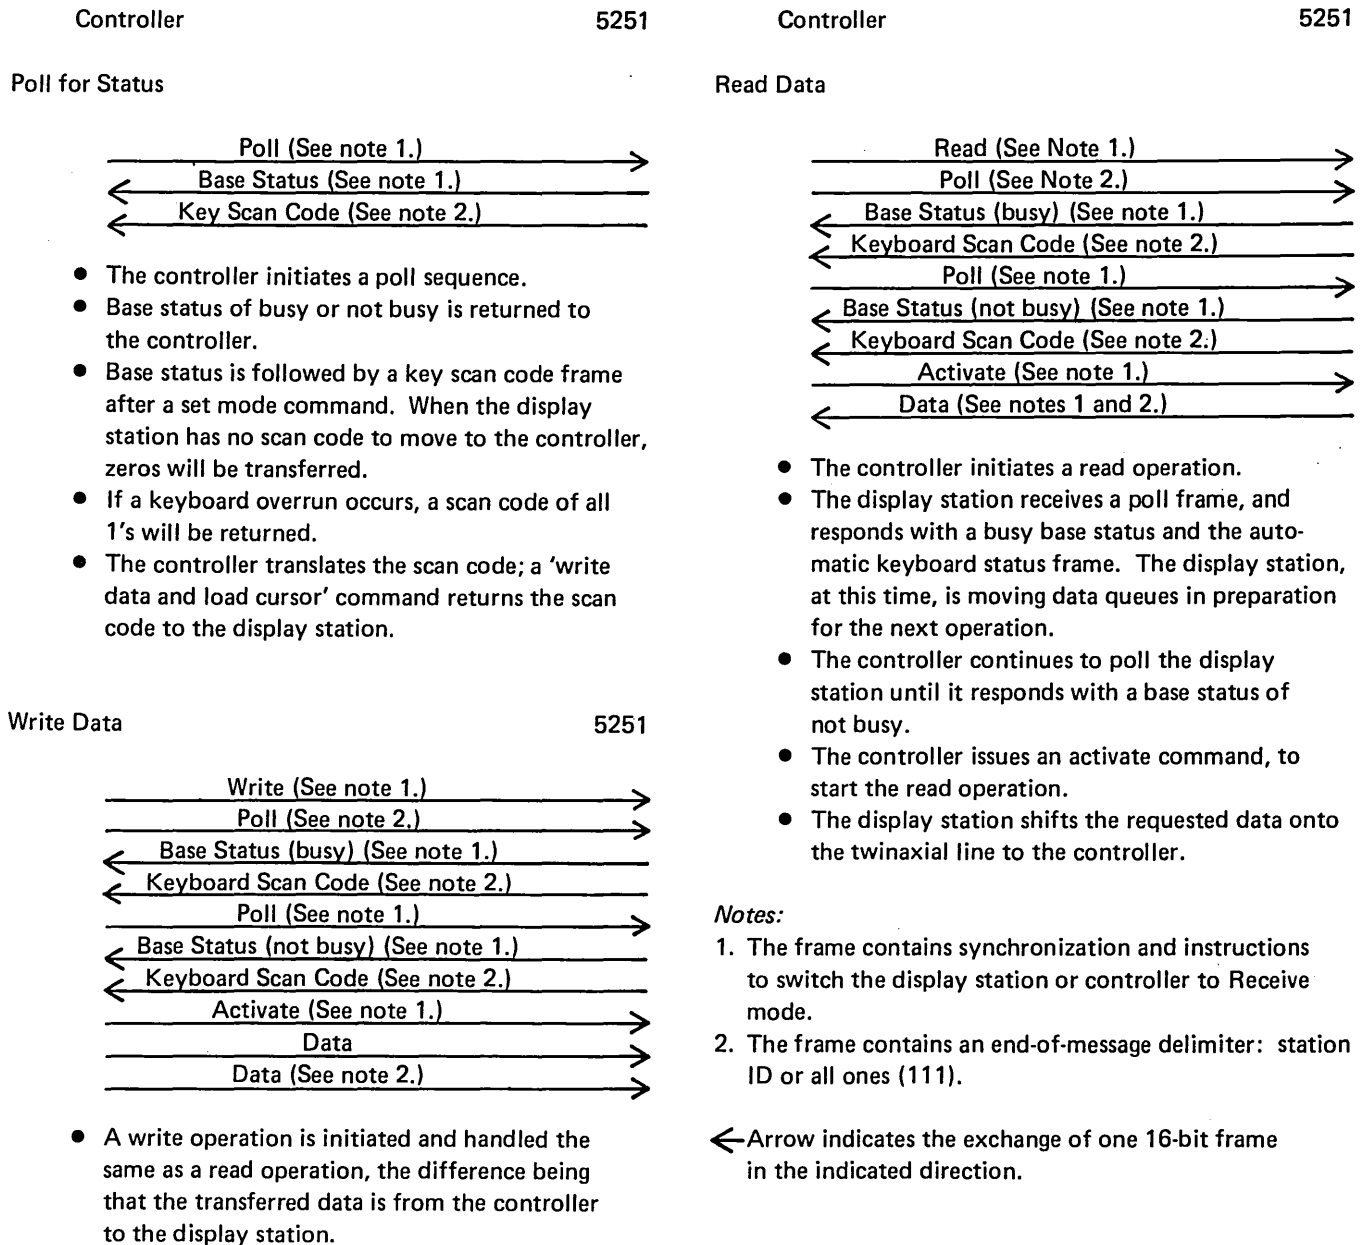 Controller 5251
Poll for Status
Poll (See note 1.)
Base Status (See note 1.)
Key Scan Code (See note 2.)
● The controller initiates a poll sequence.
● Base status of busy or not busy is returned to
the controller.
● Base status is followed by a key scan code frame
after a set mode command. When the display
station has no scan code to move to the controller,
zeros will be transferred.
● If a keyboard overrun occurs, a scan code of all
1's will be returned.
● The controller translates the scan code; a 'write
data and load cursor' command returns the scan
code to the display station.
Write Data 5251
Write (See note 1.)
Poll (See note 2.)
Base Status (busy) (See note 1.)
Keyboard Scan Code (See note 2.)
Poll (See note 1.)
Base Status (not busy) (See note 1.)
Keyboard Scan Code (See note 2.)
Activate (See note 1.)
Data
Data (See note 2.)
● A write operation is initiated and handled the
same as a read operation, the difference being
that the transferred data is from the controller
to the display station.
Controller 5251
Read Data
Read (See Note 1.)
Poll (See Note 2.)
Base Status (busy) (See note 1.)
Keyboard Scan Code (See note 2.)
Poll (See note 1.)
Base Status (not busy) (See note 1.)
Keyboard Scan Code (See note 2.)
Activate (See note 1.)
Data (See notes 1 and 2.)
● The controller initiates a read operation.
● The display station receives a poll frame, and
responds with a busy base status and the auto-
matic keyboard status frame. The display station,
at this time, is moving data queues in preparation
for the next operation.
● The controller continues to poll the display
station until it responds with a base status of
not busy.
● The controller issues an activate command, to
start the read operation.
● The display station shifts the requested data onto
the twinaxial line to the controller.
Notes:
1. The frame contains synchronization and instructions
to switch the display station or controller to Receive
mode.
2. The frame contains an end-of-message delimiter: station
ID or all ones (111).
Arrow indicates the exchange of one 16-bit frame
in the indicated direction.